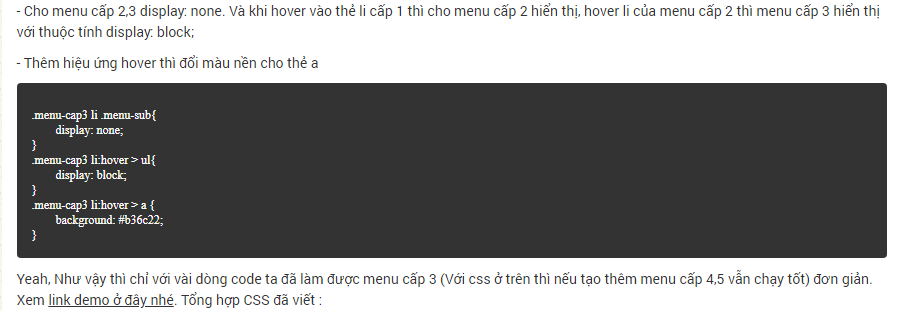 - Cho menu cấp 2,3 display: none. Và khi hover vào thẻ li cấp 1 thì cho menu cấp 2 hiển thị, hover li của menu cấp 2 thì menu cấp 3 hiển thị
với thuộc tính display: block;
- Thêm hiệu ứng hover thì đổi màu nền cho thẻ a
.menu-cap3 li .menu-sub{
display: none;
}
.menu-cap3 li:hover > ul{
display: block;
}
.menu-cap3 li:hover > a {
background: #b36c22;
}
Yeah, Như vậy thì chỉ với vài dòng code ta đã làm được menu cấp 3 (Với css ở trên thì nếu tạo thêm menu cấp 4,5 vẫn chạy tốt) đơn giản.
Xem link demo ở đây nhé. Tổng hợp CSS đã viết :